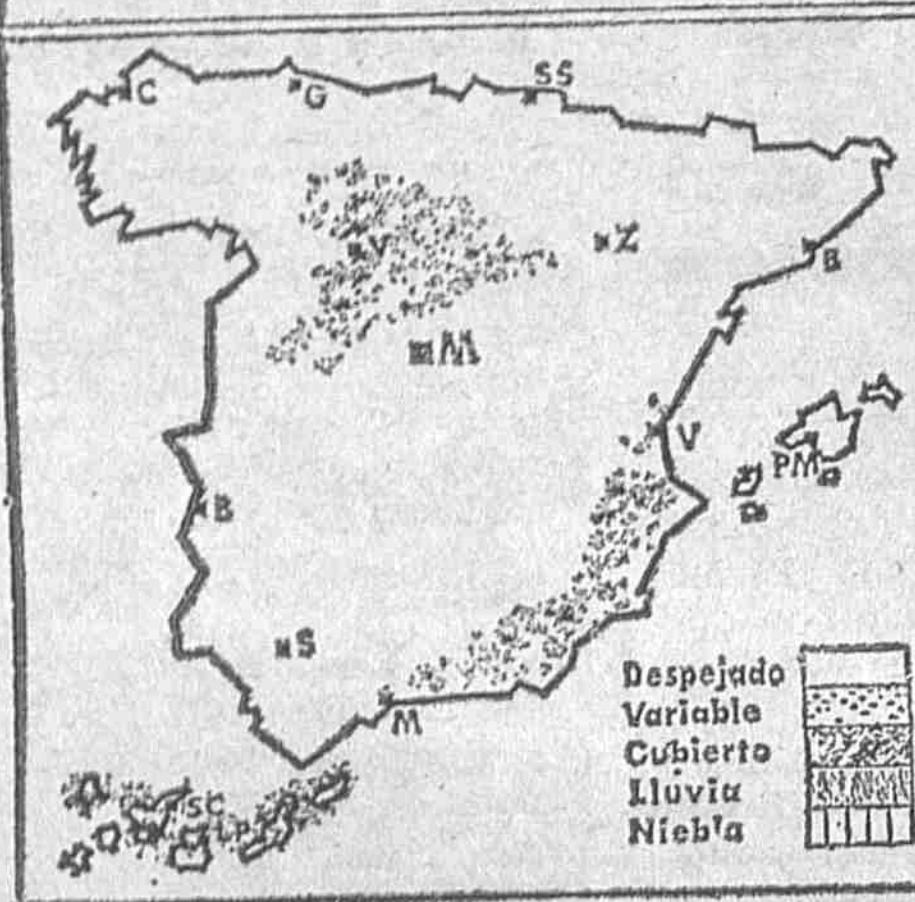 C G SS
V Z B
M
V
PM
B
S
M
SC LP
Despejado
Variable
Cubierto
Lluvia
Niebla